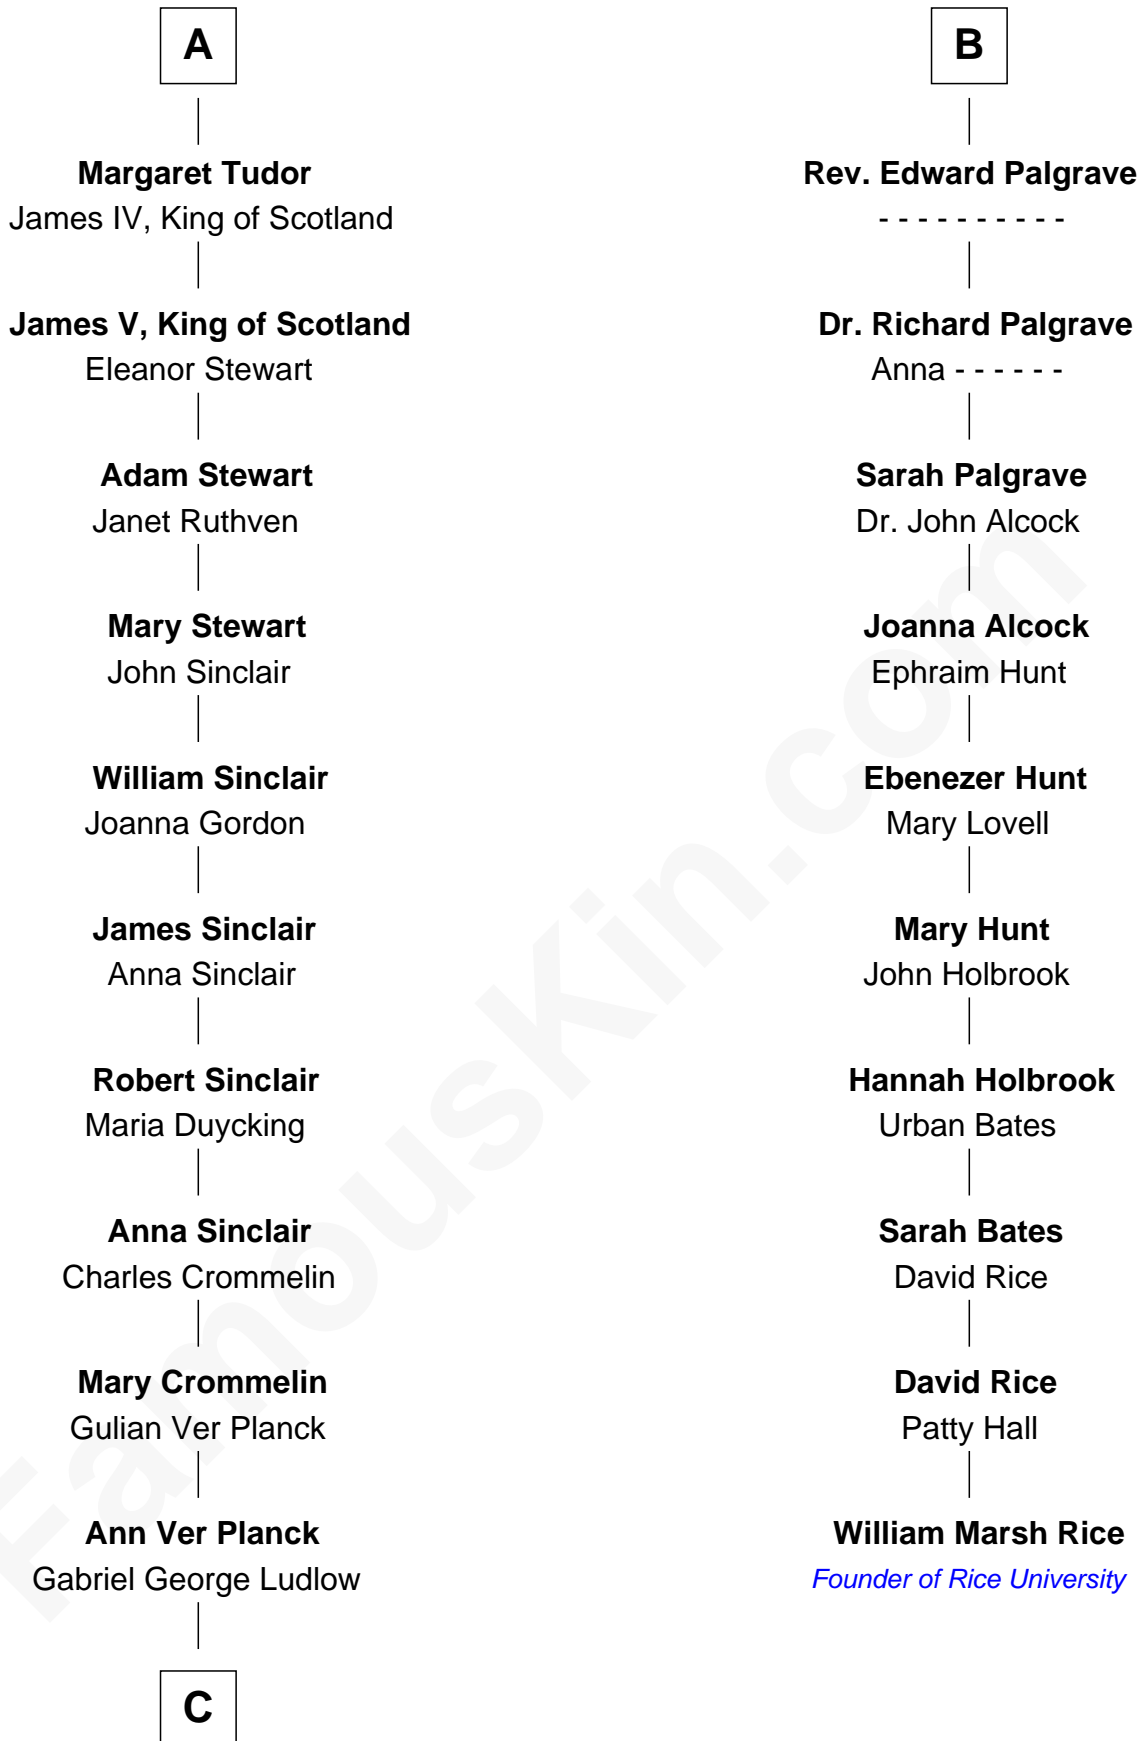 A
Margaret Tudor
James IV, King of Scotland
James V, King of Scotland
Eleanor Stewart
Adam Stewart
Janet Ruthven
Mary Stewart
John Sinclair
William Sinclair
Joanna Gordon
James Sinclair
Anna Sinclair
Robert Sinclair
Maria Duycking
Anna Sinclair
Charles Crommelin
Mary Crommelin
Gulian Ver Planck
Ann Ver Planck
Gabriel George Ludlow
C
B
Rev. Edward Palgrave
- - - - - - - - - -
Dr. Richard Palgrave
Anna - - - - - -
Sarah Palgrave
Dr. John Alcock
Joanna Alcock
Ephraim Hunt
Ebenezer Hunt
Mary Lovell
Mary Hunt
John Holbrook
Hannah Holbrook
Urban Bates
Sarah Bates
David Rice
David Rice
Patty Hall
William Marsh Rice
Founder of Rice University
FamousKin.com